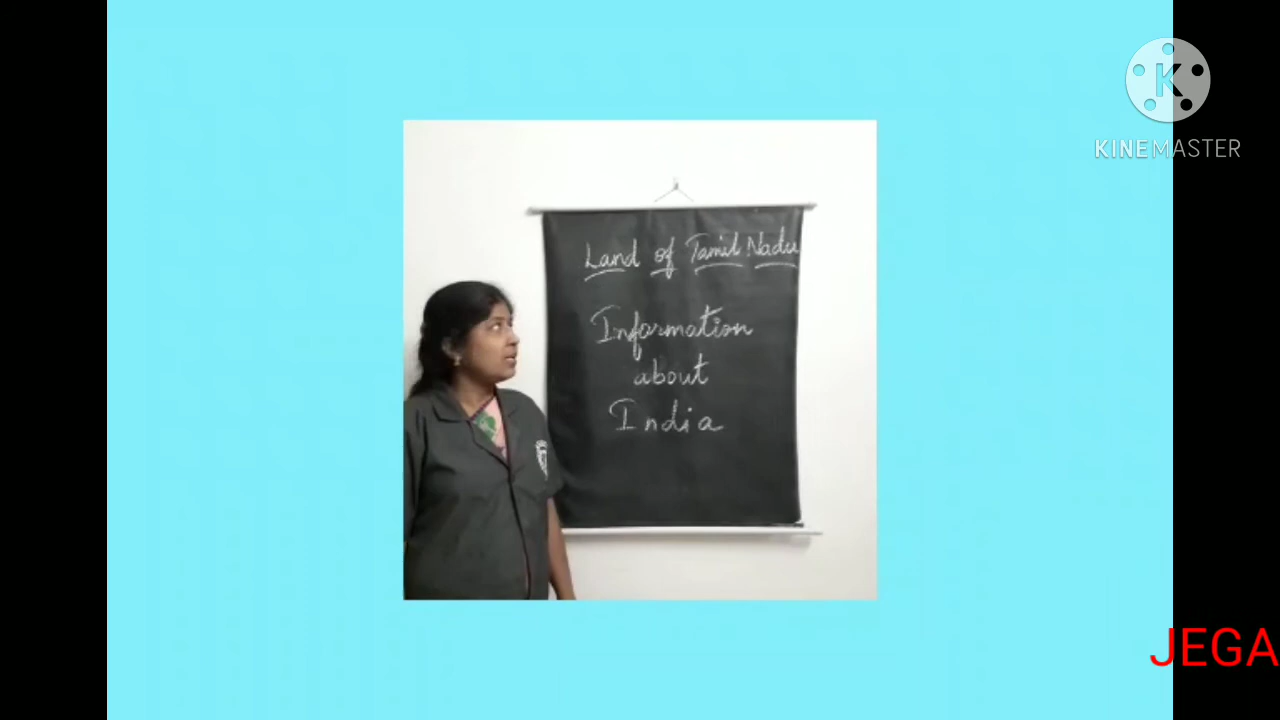 KINEMASTER
Land of Tamil Nadu
Information
about
India
JEGA